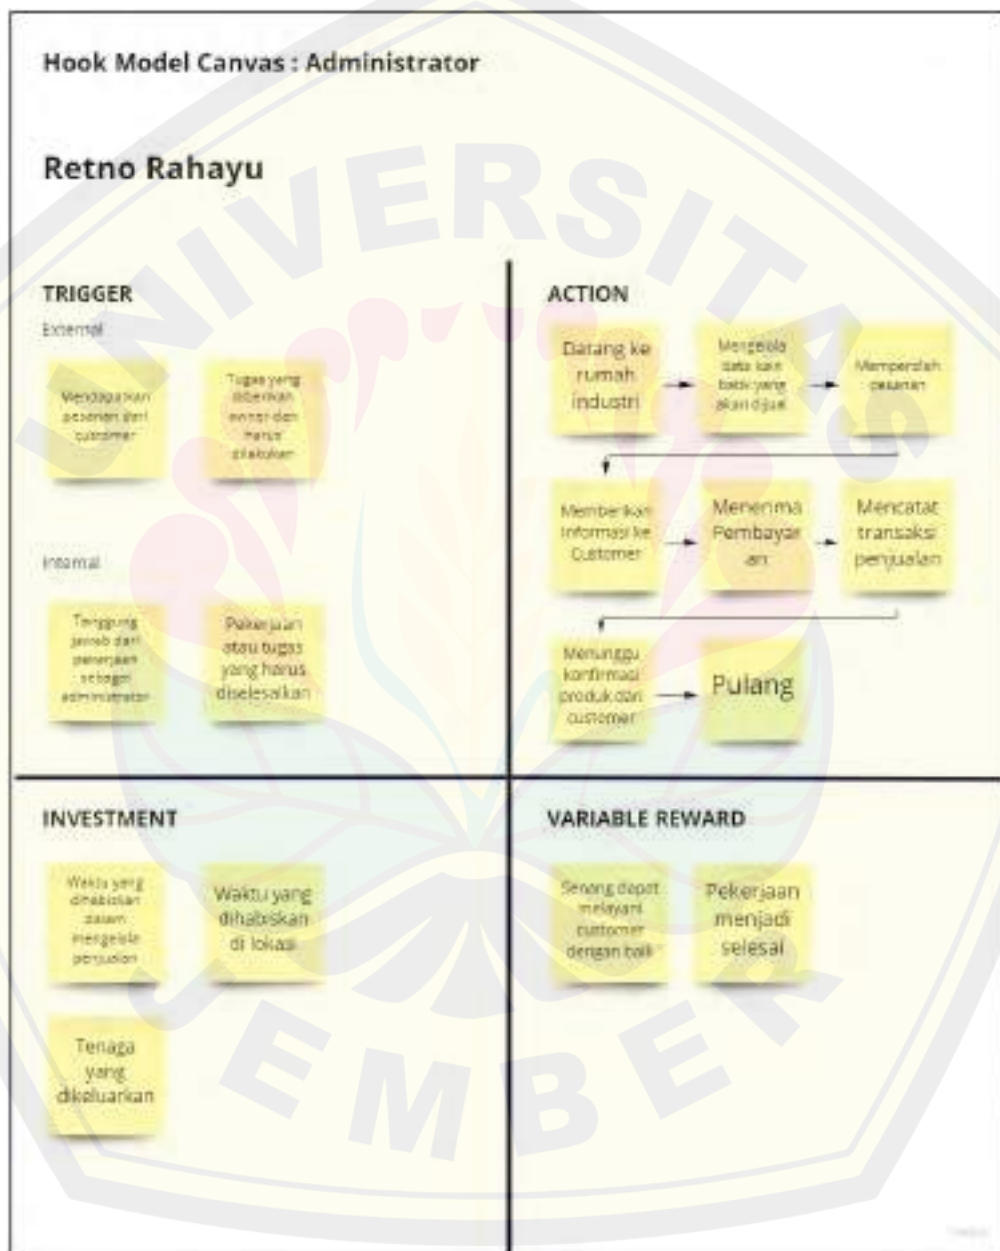 Hook Model Canvas : Administrator
Retno Rahayu
TRIGGER
External
Mendapatkan
pesanan dari
customer
Tugas yang
diberikan
owner dan
harus
dilakukan
Internal
Tanggung
jawab dari
pekerjaan
sebagai
administrator
Pekerjaan
atau tugas
yang harus
diselesaikan
ACTION
Datang ke
rumah
industri
Mengelola
data kain
batik yang
akan dijual
Memperoleh
pesanan
Memberikan
Informasi ke
Customer
Menerima
Pembayar
an
Mencatat
transaksi
penjualan
Menunggu
konfirmasi
produk dari
customer
Pulang
INVESTMENT
Waktu yang
dihabiskan
dalam
mengelola
penjualan
Waktu yang
dihabiskan
di lokasi
Tenaga
yang
dikeluarkan
VARIABLE REWARD
Senang dapat
melayani
customer
dengan baik
Pekerjaan
menjadi
selesai
UNIVERSITAS
JEMBER